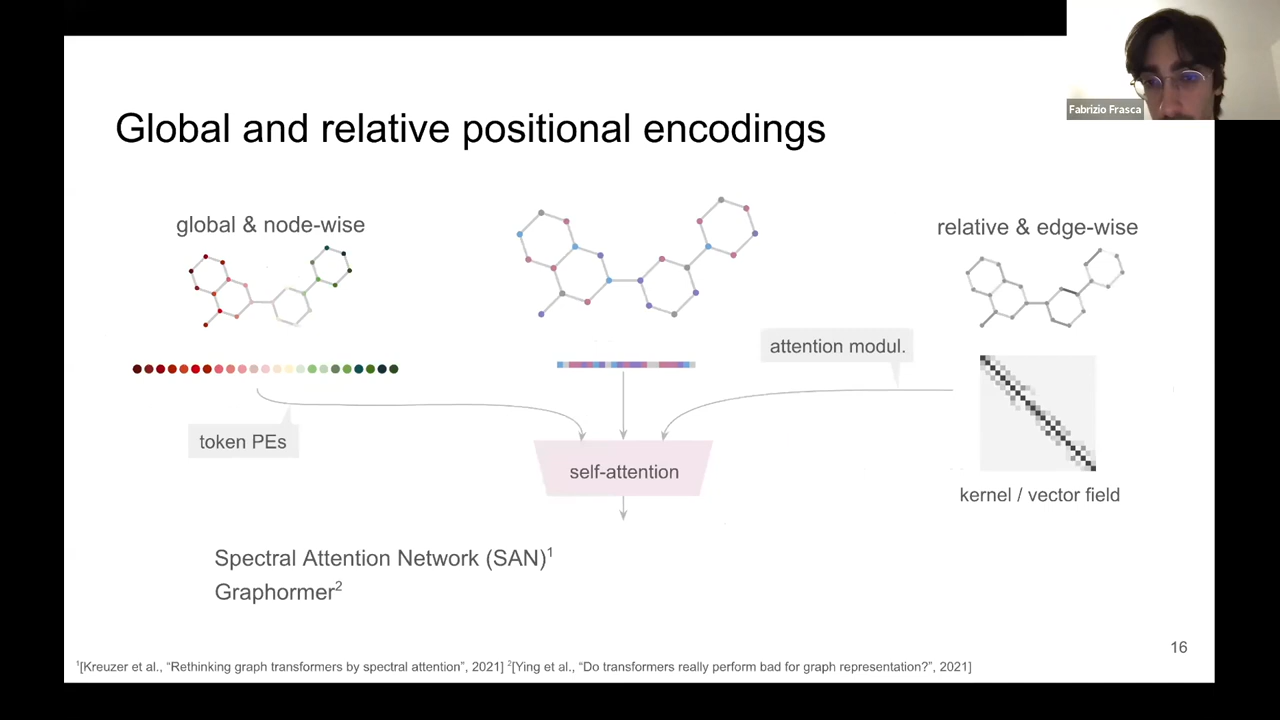 Fabrizio Frasca
Global and relative positional encodings
global & node-wise
relative & edge-wise
attention modul.
token PEs
self-attention
kernel / vector field
Spectral Attention Network (SAN)1
Graphormer2
16
1[Kreuzer et al., “Rethinking graph transformers by spectral attention”, 2021] 2[Ying et al., “Do transformers really perform bad for graph representation?”, 2021]